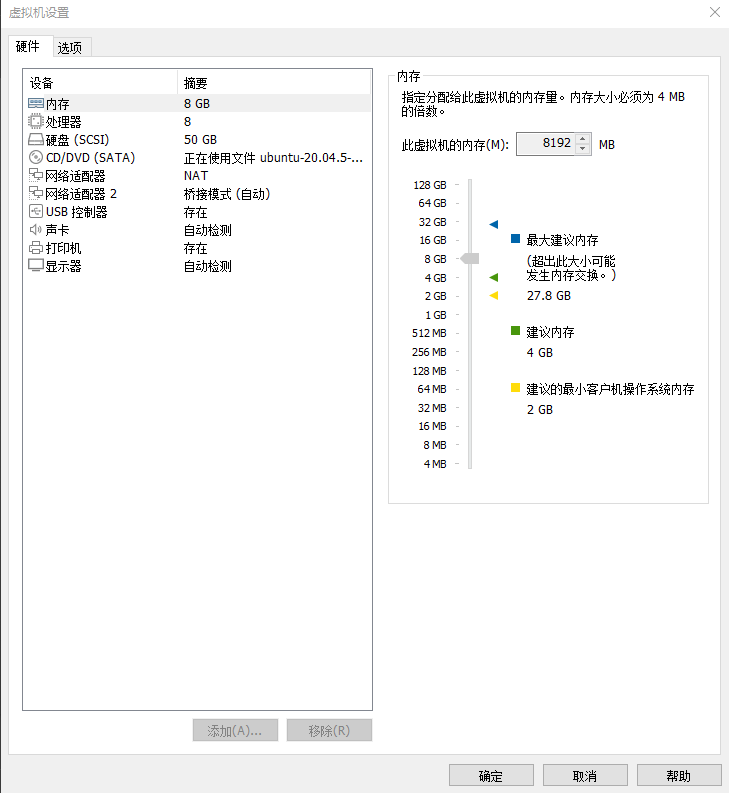 虚拟机设置
硬件 选项
设备 摘要
内存 8 GB
处理器 8
硬盘 (SCSI) 50 GB
CD/DVD (SATA) 正在使用文件 ubuntu-20.04.5-...
网络适配器 NAT
网络适配器 2 桥接模式 (自动)
USB 控制器 存在
声卡 自动检测
打印机 存在
显示器 自动检测
添加(A)... 移除(R)
内存
指定分配给此虚拟机的内存量。内存大小必须为 4 MB
的倍数。
此虚拟机的内存(M): 8192 MB
128 GB
64 GB
32 GB
16 GB
8 GB
4 GB
2 GB
1 GB
512 MB
256 MB
128 MB
64 MB
32 MB
16 MB
8 MB
4 MB
最大建议内存
(超出此大小可能
发生内存交换。)
27.8 GB
建议内存
4 GB
建议的最小客户机操作系统内存
2 GB
确定 取消 帮助